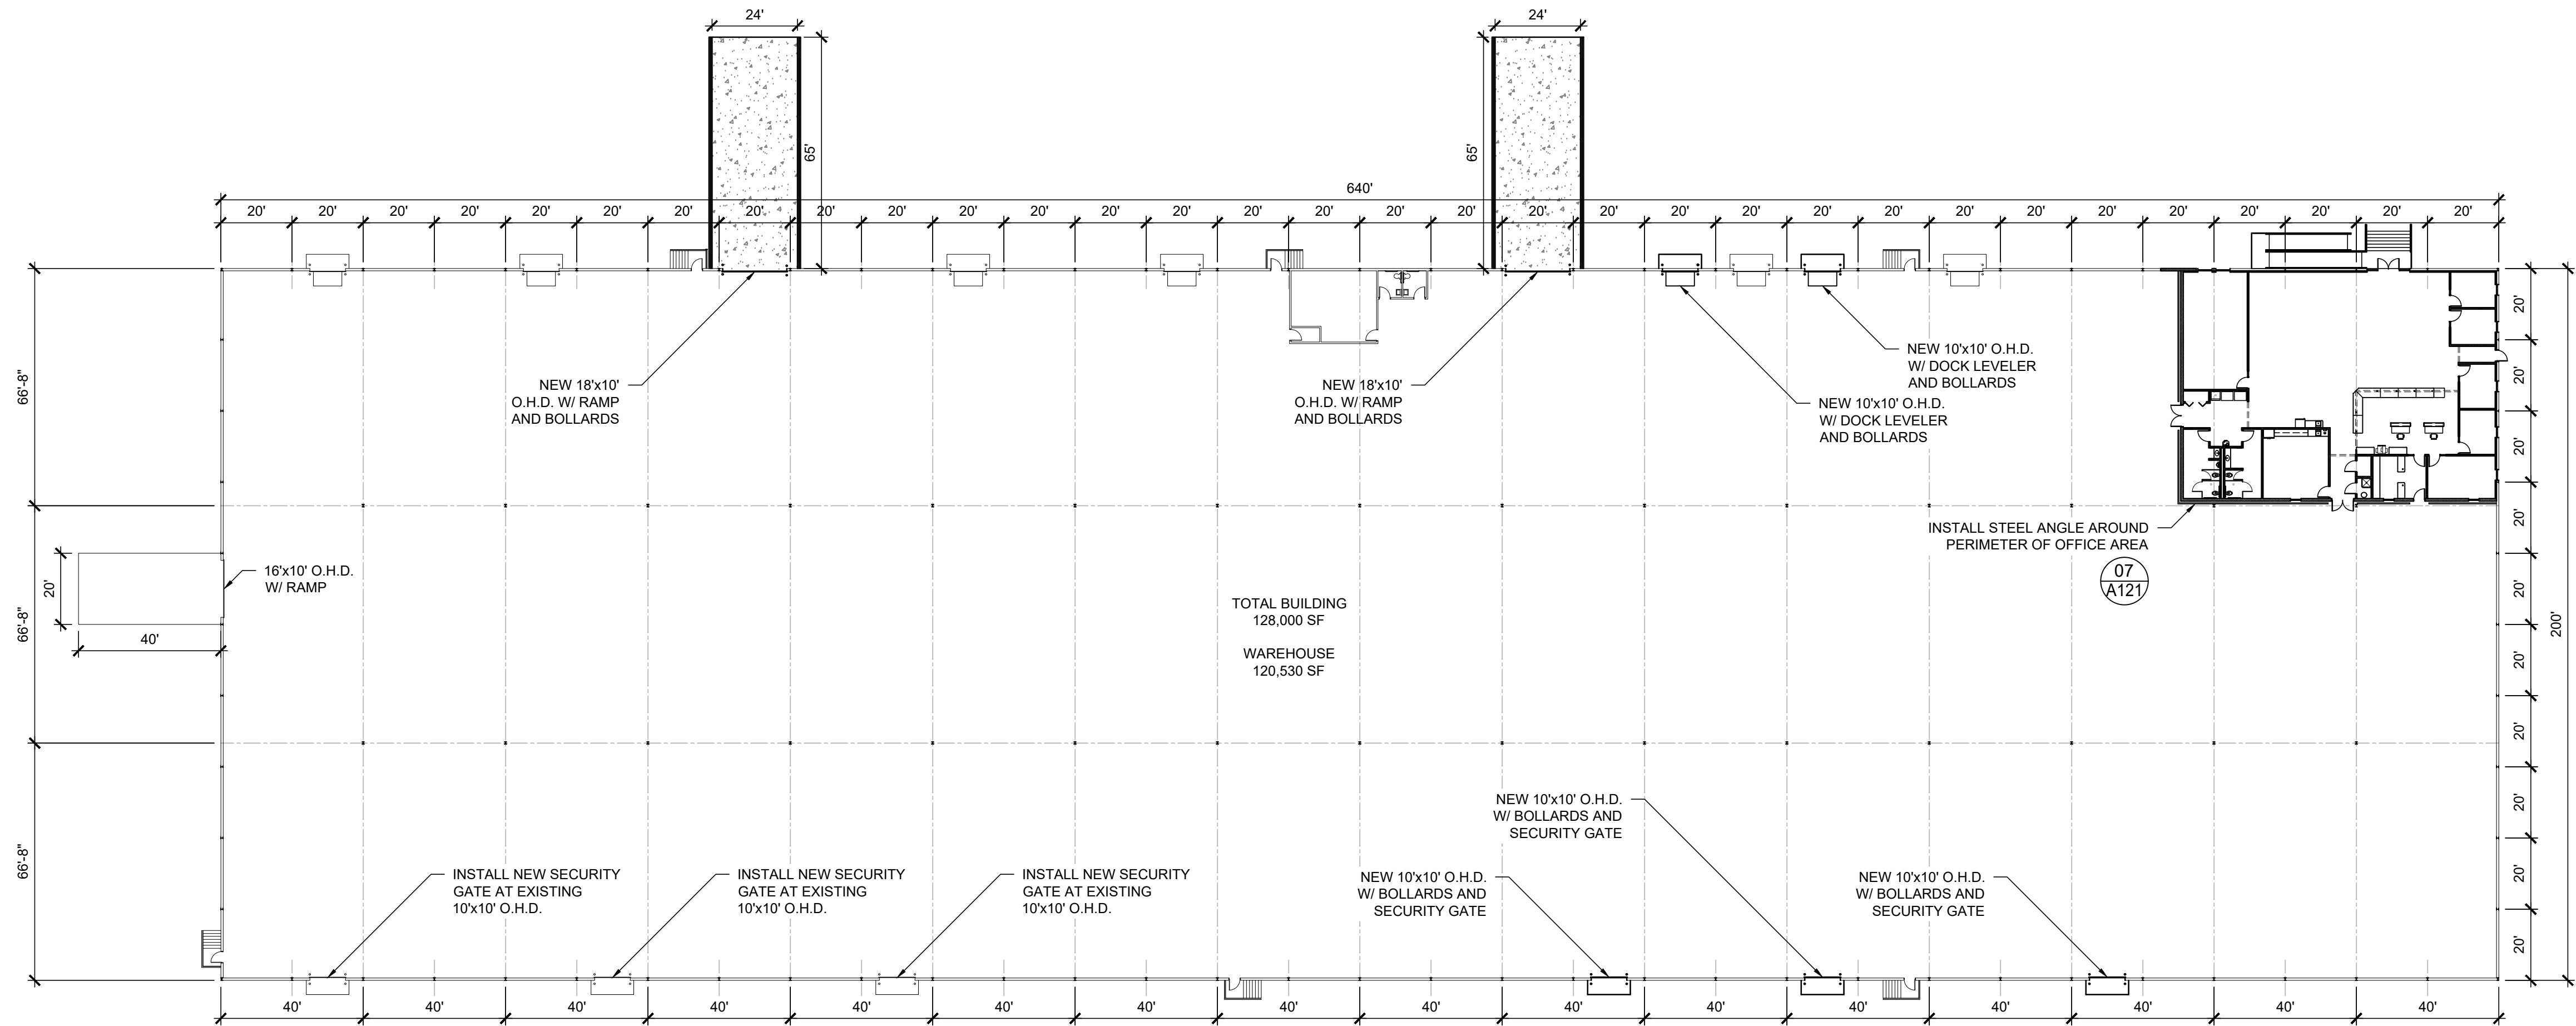 24'
24'
65'
65'
640'
20' 20' 20' 20' 20' 20' 20' 20' 20' 20' 20' 20' 20' 20' 20' 20' 20' 20' 20' 20' 20' 20' 20' 20' 20' 20' 20' 20' 20' 20' 20' 20'
66'-8"
66'-8"
66'-8"
NEW 18'x10'
O.H.D. W/ RAMP
AND BOLLARDS
NEW 18'x10'
O.H.D. W/ RAMP
AND BOLLARDS
NEW 10'x10' O.H.D.
W/ DOCK LEVELER
AND BOLLARDS
NEW 10'x10' O.H.D.
W/ DOCK LEVELER
AND BOLLARDS
INSTALL STEEL ANGLE AROUND
PERIMETER OF OFFICE AREA
07
A121
20'
40'
16'x10' O.H.D.
W/ RAMP
TOTAL BUILDING
128,000 SF
WAREHOUSE
120,530 SF
20'
20'
20'
20'
20'
20'
20'
20'
20'
20'
200'
NEW 10'x10' O.H.D.
W/ BOLLARDS AND
SECURITY GATE
INSTALL NEW SECURITY
GATE AT EXISTING
10'x10' O.H.D.
INSTALL NEW SECURITY
GATE AT EXISTING
10'x10' O.H.D.
INSTALL NEW SECURITY
GATE AT EXISTING
10'x10' O.H.D.
NEW 10'x10' O.H.D.
W/ BOLLARDS AND
SECURITY GATE
NEW 10'x10' O.H.D.
W/ BOLLARDS AND
SECURITY GATE
40' 40' 40' 40' 40' 40' 40' 40' 40' 40' 40' 40' 40' 40' 40' 40'